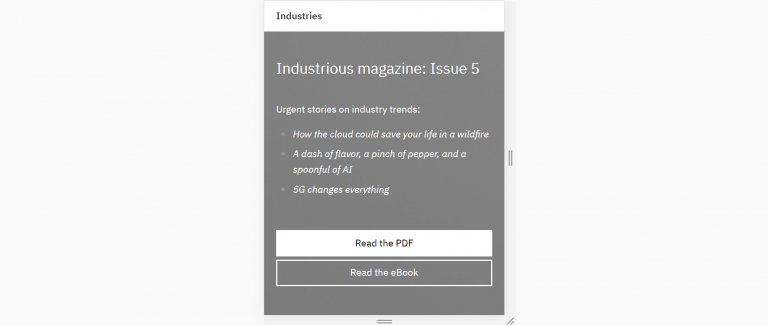 Industries
Industrious magazine: Issue 5
Urgent stories on industry trends:
How the cloud could save your life in a wildfire
A dash of flavor, a pinch of pepper, and a
spoonful of AI
5G changes everything
Read the PDF
Read the eBook